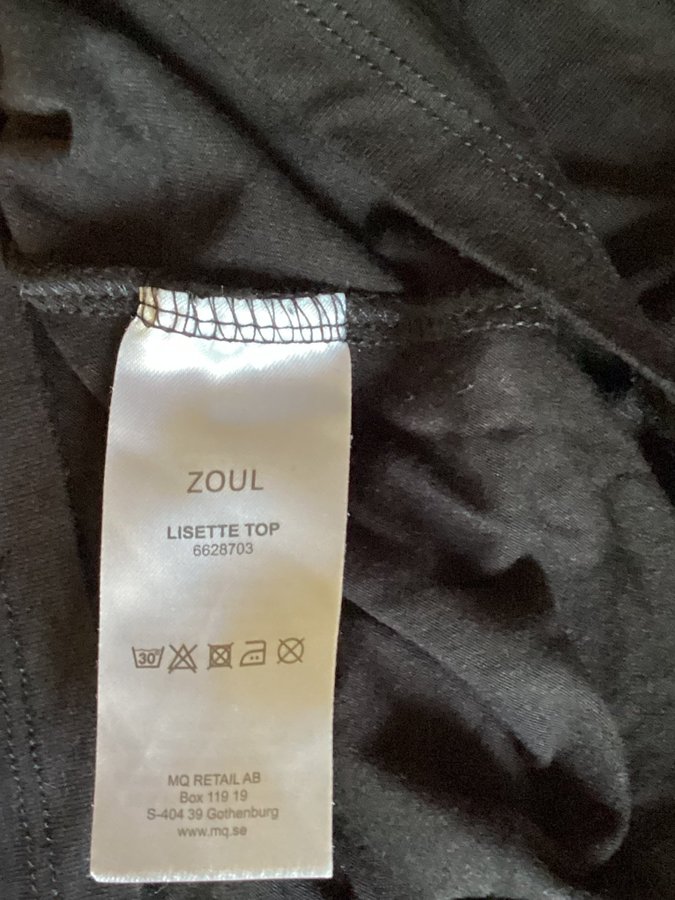 ZOUL
LISETTE TOP
6628703
30°
MQ RETAIL AB
Box 119 19
S-404 39 Gothenburg
www.mq.se